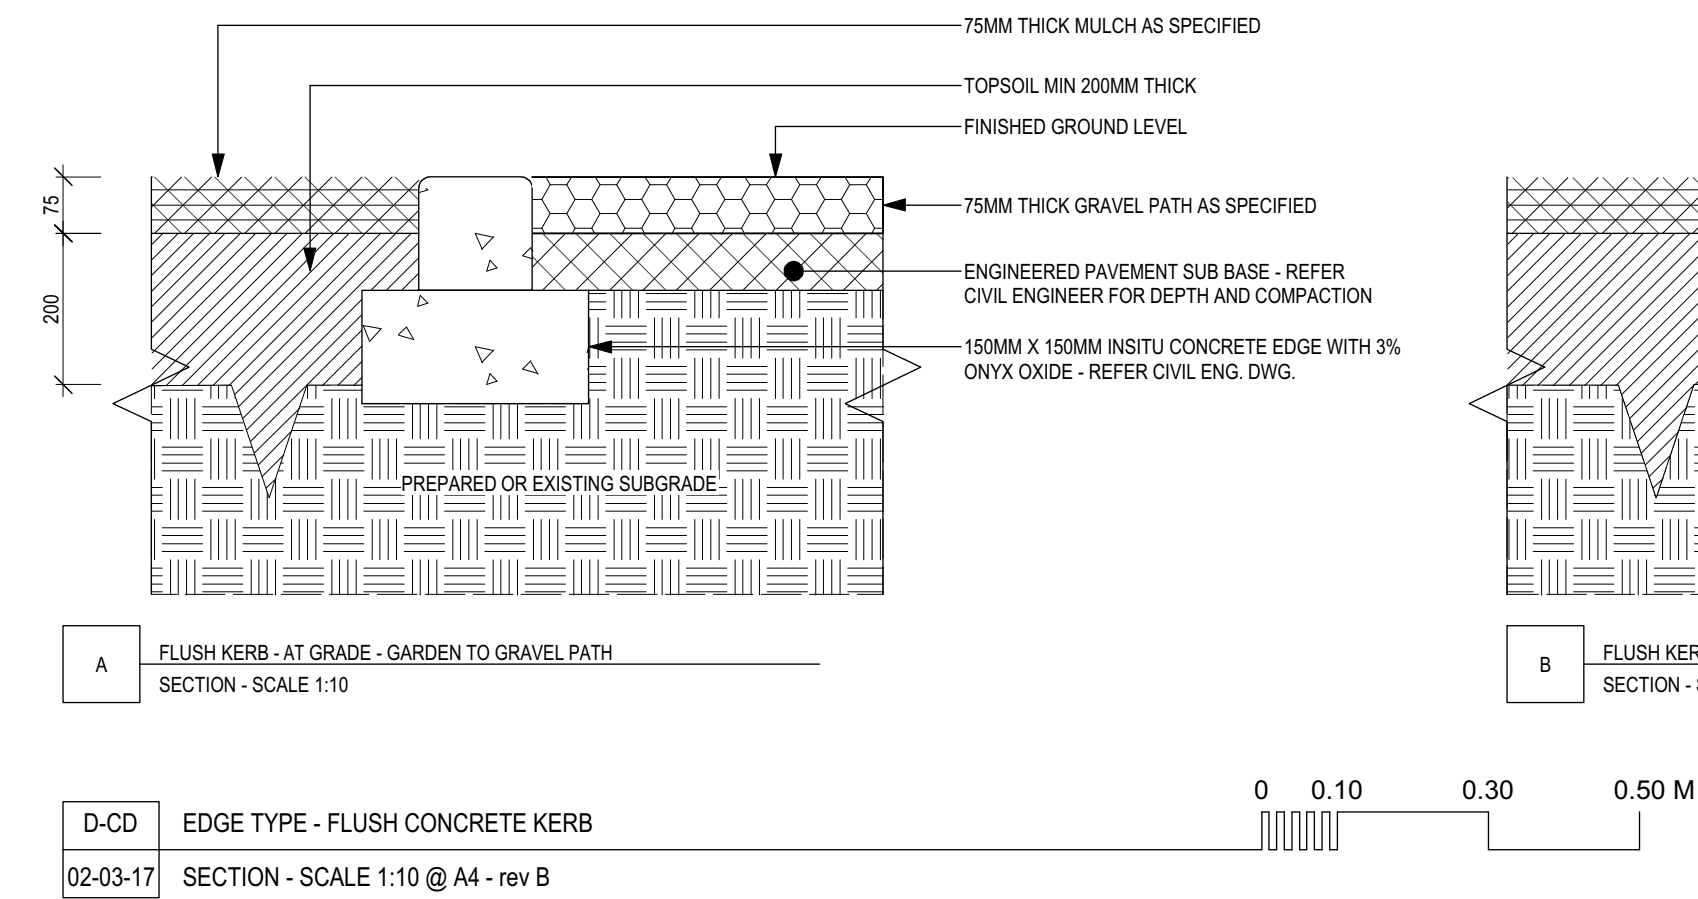 75MM THICK MULCH AS SPECIFIED
TOPSOIL MIN 200MM THICK
FINISHED GROUND LEVEL
75
75MM THICK GRAVEL PATH AS SPECIFIED
ENGINEERED PAVEMENT SUB BASE - REFER
CIVIL ENGINEER FOR DEPTH AND COMPACTION
200
150MM X 150MM INSITU CONCRETE EDGE WITH 3%
ONYX OXIDE - REFER CIVIL ENG. DWG.
PREPARED OR EXISTING SUBGRADE
A
FLUSH KERB - AT GRADE - GARDEN TO GRAVEL PATH
SECTION - SCALE 1:10
B
FLUSH KER
SECTION -
0 0.10 0.30 0.50 M
D-CD
EDGE TYPE - FLUSH CONCRETE KERB
02-03-17
SECTION - SCALE 1:10 @ A4 - rev B